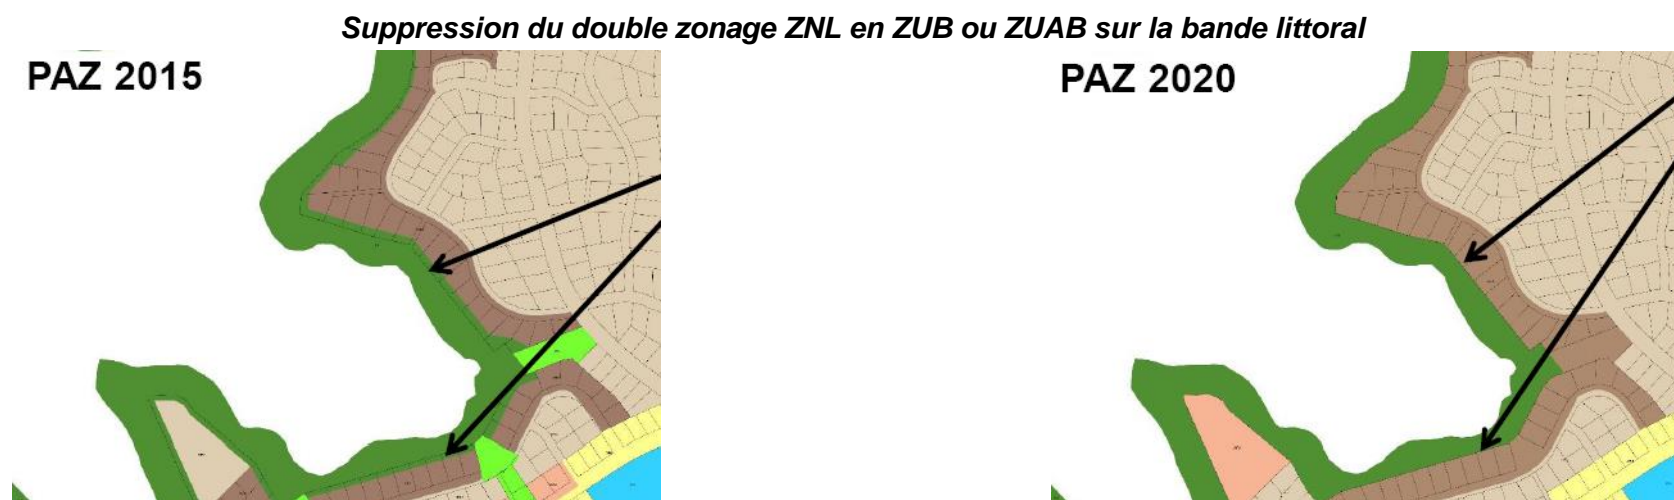 Suppression du double zonage ZNL en ZUB ou ZUAB sur la bande littoral
PAZ 2015
PAZ 2020